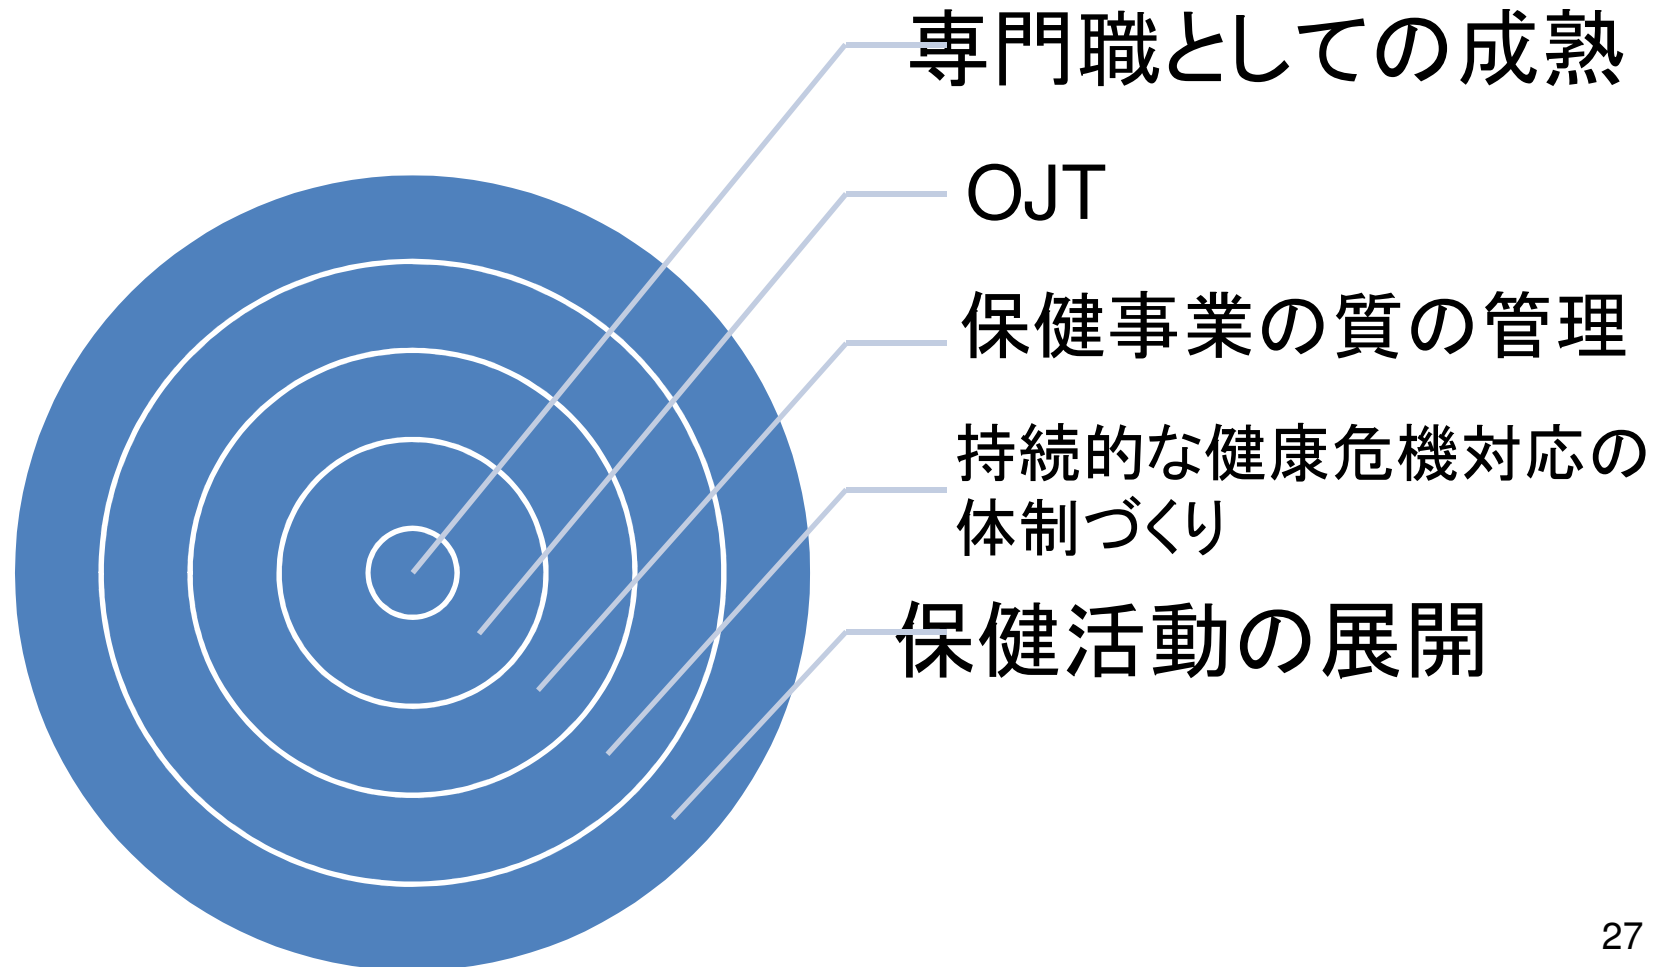 専門職としての成熟
OJT
保健事業の質の管理
持続的な健康危機対応の
体制づくり
保健活動の展開
27